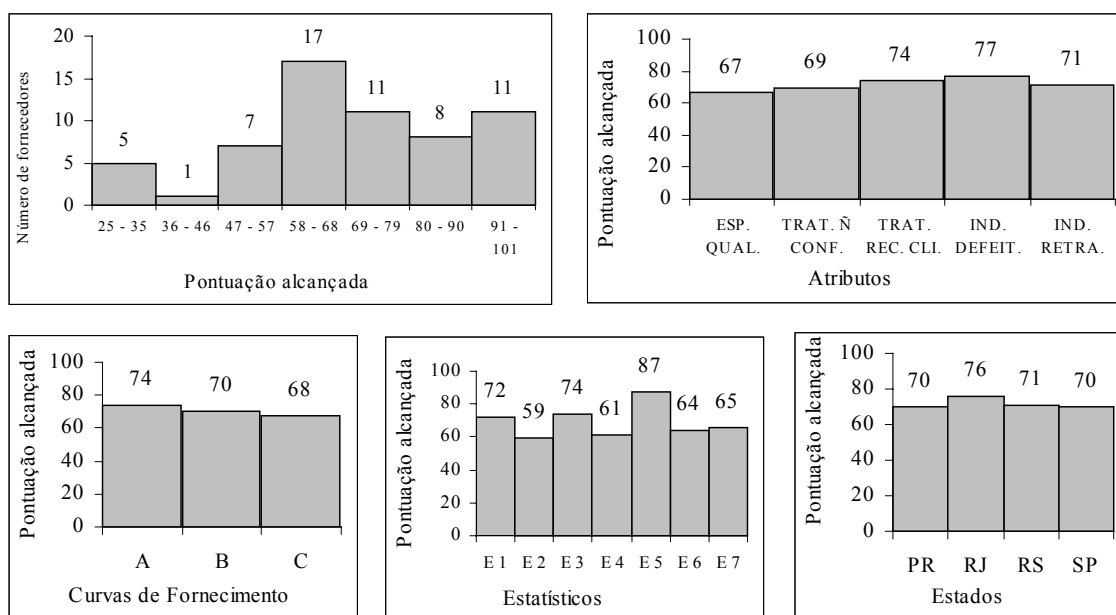 Número de fornecedores
20
15
10
5
0
5
1
7
17
11
8
11
25 - 35
36 - 46
47 - 57
58 - 68
69 - 79
80 - 90
91 -
101
Pontuação alcançada
Pontuação alcançada
100
80
60
40
20
0
67
69
74
77
71
ESP.
QUAL.
TRAT. Ñ
CONF.
TRAT.
REC. CLI.
IND.
DEFEIT.
IND.
RETRA.
Atributos
Pontuação alcançada
100
80
60
40
20
0
74
70
68
A
B
C
Curvas de Fornecimento
Pontuação alcançada
100
80
60
40
20
0
72
59
74
61
87
64
65
E 1
E 2
E 3
E 4
E 5
E 6
E 7
Estatísticos
Pontuação alcançada
100
80
60
40
20
0
70
76
71
70
PR
RJ
RS
SP
Estados